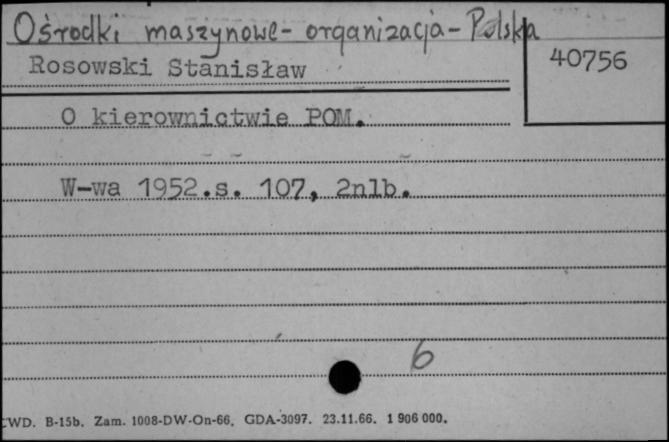 Ośrodki maszynowe - organizacja - Polska
Rosowski Stanisław
40756
O kierownictwie POM.
W-wa 1952.s. 107, 2nlb.
6
CWD. B-15b. Zam. 1008-DW-On-66. GDA-3097. 23.11.66. 1 906 000.